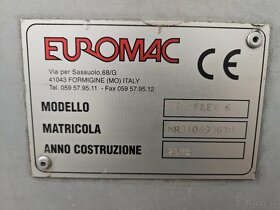 EUROMAC
CE
Via per Sassuolo,68/G
41043 FORMIGINE (MO) ITALY
Tel. 059 57.95.11 - Fax 059 57.95.12
MODELLO
MATRICOLA
ANNO COSTRUZIONE